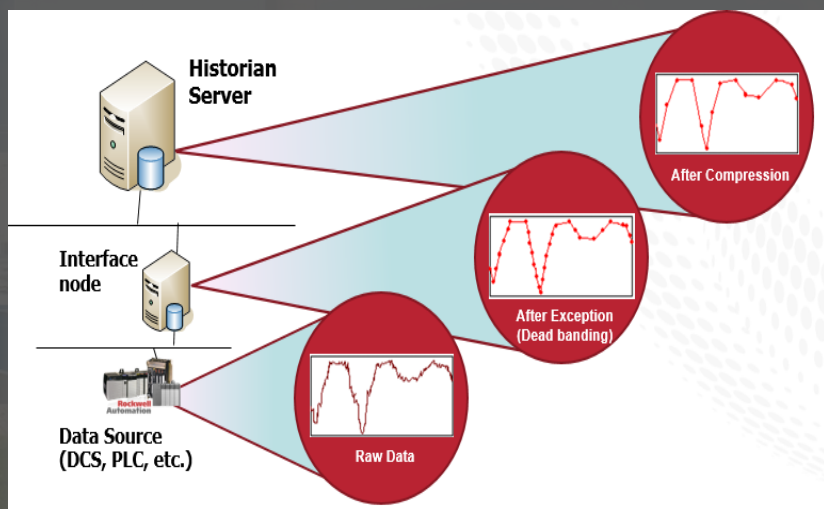 Historian
Server
After Compression
Interface
node
After Exception
(Dead banding)
Rockwell
Automation
Data Source
(DCS, PLC, etc.)
Raw Data